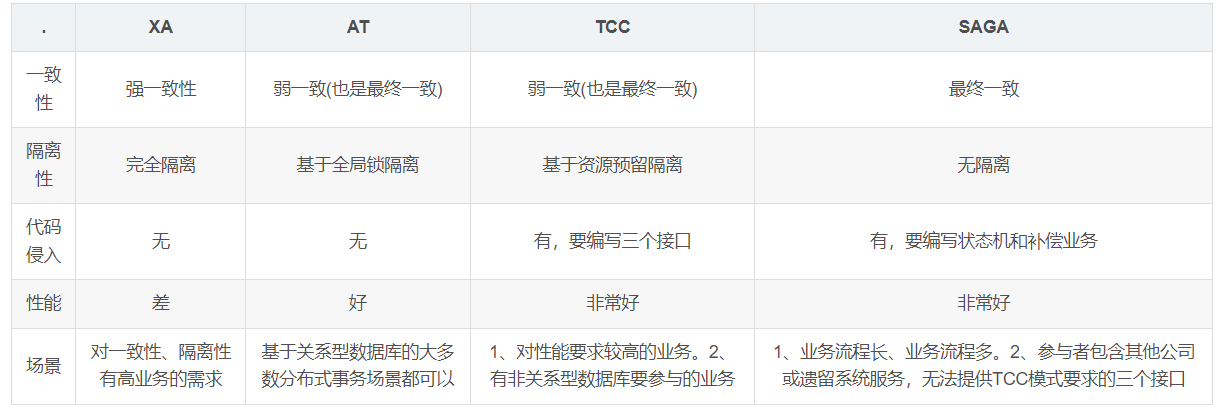 . XA AT TCC SAGA
一致
性
强一致性 弱一致(也是最终一致) 弱一致(也是最终一致) 最终一致
隔离
性
完全隔离 基于全局锁隔离 基于资源预留隔离 无隔离
代码
侵入
无 无 有，要编写三个接口 有，要编写状态机和补偿业务
性能 差 好 非常好 非常好
场景
对一致性、隔离性
有高业务的需求
基于关系型数据库的大多
数分布式事务场景都可以
1、对性能要求较高的业务。2、
有非关系型数据库要参与的业务
1、业务流程长、业务流程多。2、参与者包含其他公司
或遗留系统服务，无法提供TCC模式要求的三个接口